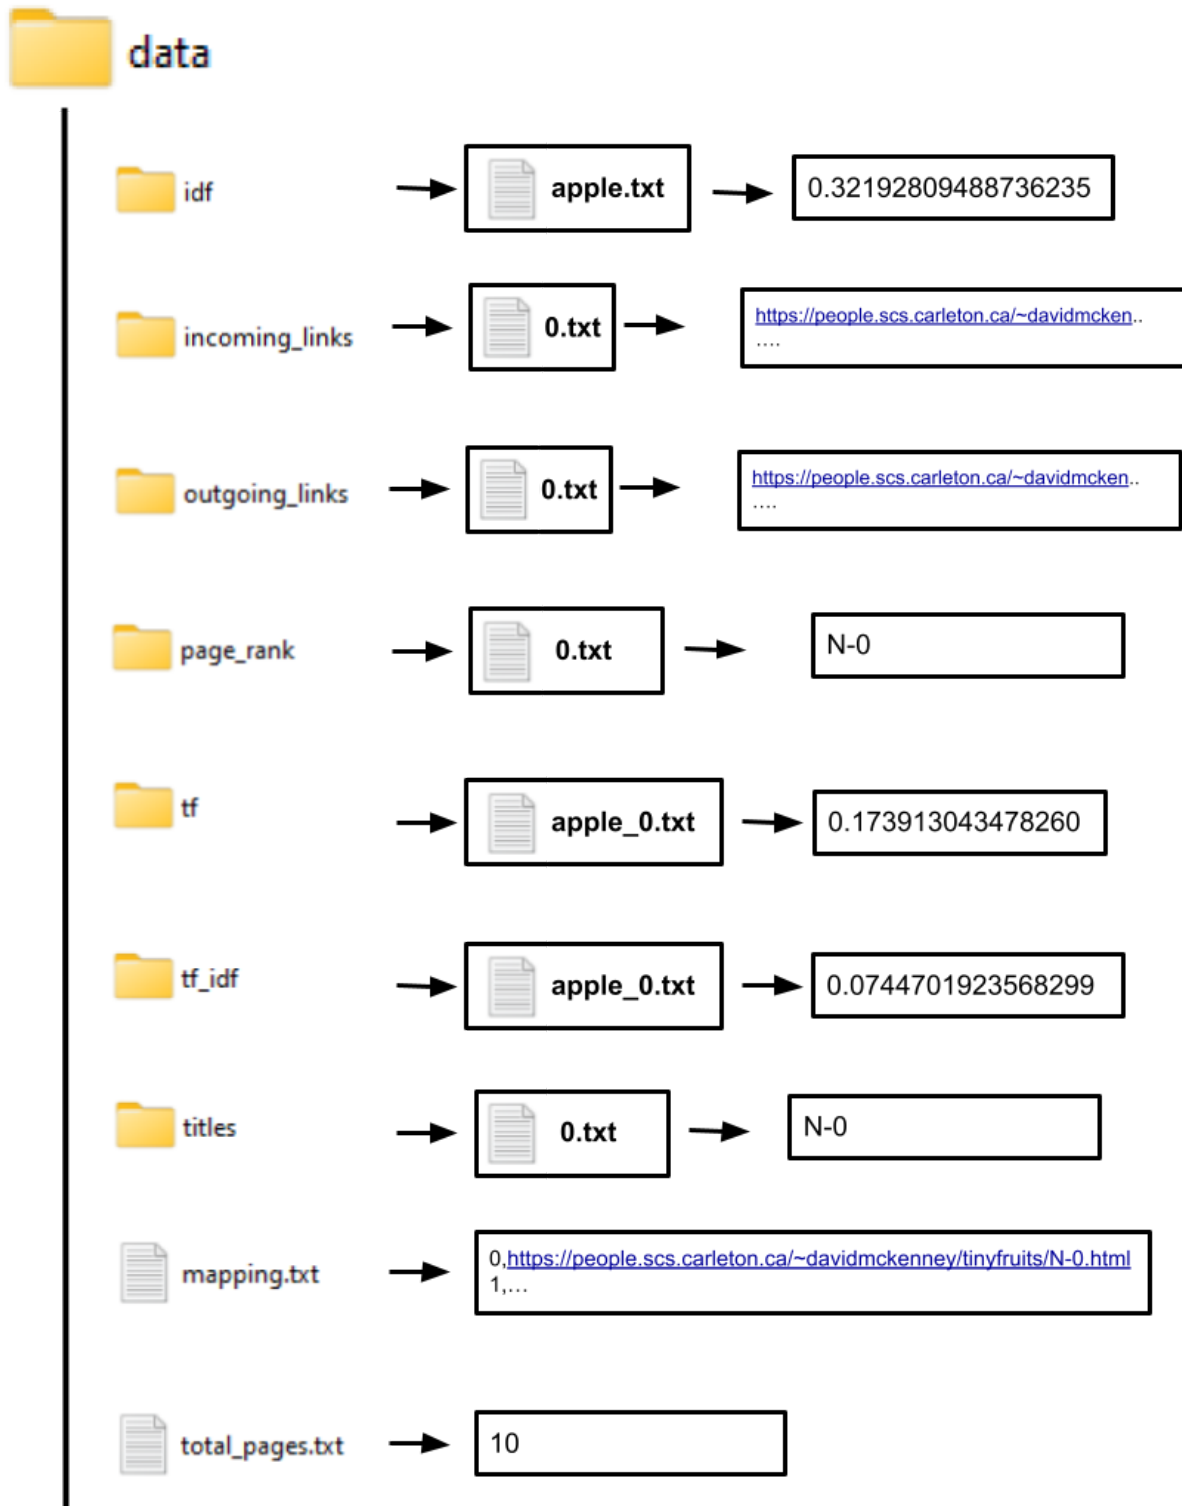 data
idf
apple.txt
0.32192809488736235
incoming_links
0.txt
https://people.scs.carleton.ca/~davidmcken..
....
outgoing_links
0.txt
https://people.scs.carleton.ca/~davidmcken..
....
page_rank
0.txt
N-0
tf
apple_0.txt
0.173913043478260
tf_idf
apple_0.txt
0.0744701923568299
titles
0.txt
N-0
mapping.txt
0,https://people.scs.carleton.ca/~davidmckenney/tinyfruits/N-0.html
1,...
total_pages.txt
10